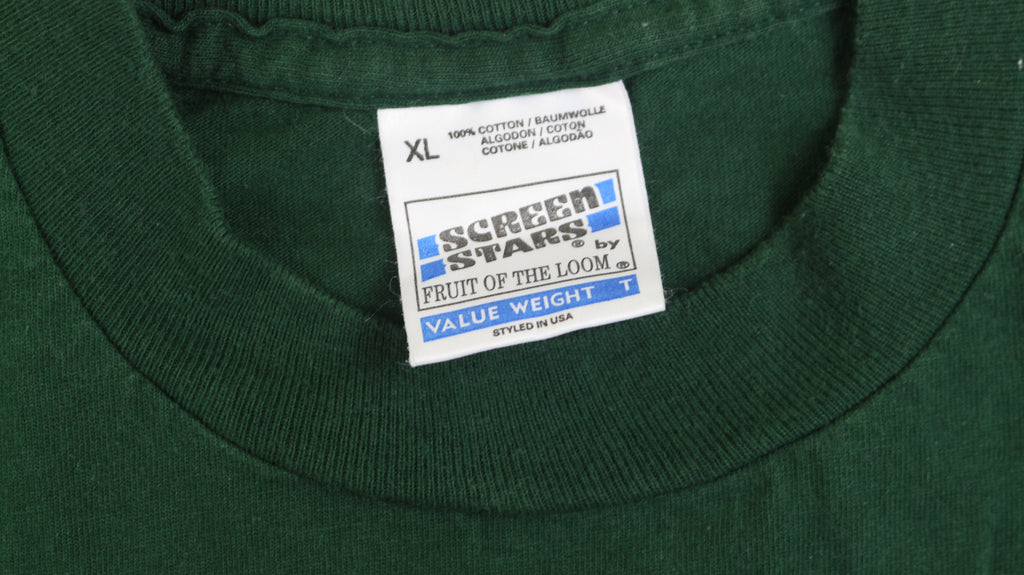 XL
100% COTTON / BAUMWOLLE
ALGODON / COTON
COTONE / ALGODÃO
SCREEN
STARS® by
FRUIT OF THE LOOM ®
VALUE WEIGHT T
STYLED IN USA